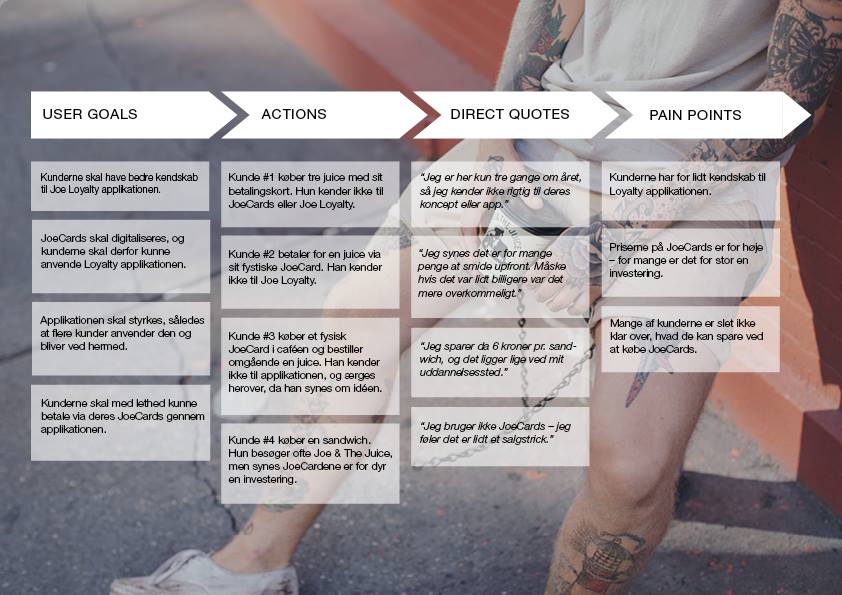 USER GOALS
ACTIONS
DIRECT QUOTES
PAIN POINTS
Kunderne skal have bedre kendskab
til Joe Loyalty applikationen.
JoeCards skal digitaliseres, og
kunderne skal derfor kunne
anvende Loyalty applikationen.
Applikationen skal styrkes, således
at flere kunder anvender den og
bliver ved hermed.
Kunderne skal med lethed kunne
betale via deres JoeCards gennem
applikationen.
Kunde #1 køber tre juice med sit
betalingskort. Hun kender ikke til
JoeCards eller Joe Loyalty.
Kunde #2 betaler for en juice via
sit fystiske JoeCard. Han kender
ikke til Joe Loyalty.
Kunde #3 køber et fysisk
JoeCard i caféen og bestiller
omgående en juice. Han kender
ikke til applikationen, og ærges
herover, da han synes om idéen.
Kunde #4 køber en sandwich.
Hun besøger ofte Joe & The Juice,
men synes JoeCardene er for dyr
en investering.
“Jeg er her kun tre gange om året,
så jeg kender ikke rigtig til deres
koncept eller app.”
“Jeg synes det er for mange
penge at smide upfront. Måske
hvis det var lidt billigere var det
mere overkommeligt.”
“Jeg sparer da 6 kroner pr. sand-
wich, og det ligger lige ved mit
uddannelsessted.”
“Jeg bruger ikke JoeCards – jeg
føler det er lidt et salgstrick.”
Kunderne har for lidt kendskab til
Loyalty applikationen.
Priserne på JoeCards er for høje
– for mange er det for stor en
investering.
Mange af kunderne er slet ikke
klar over, hvad de kan spare ved
at købe JoeCards.